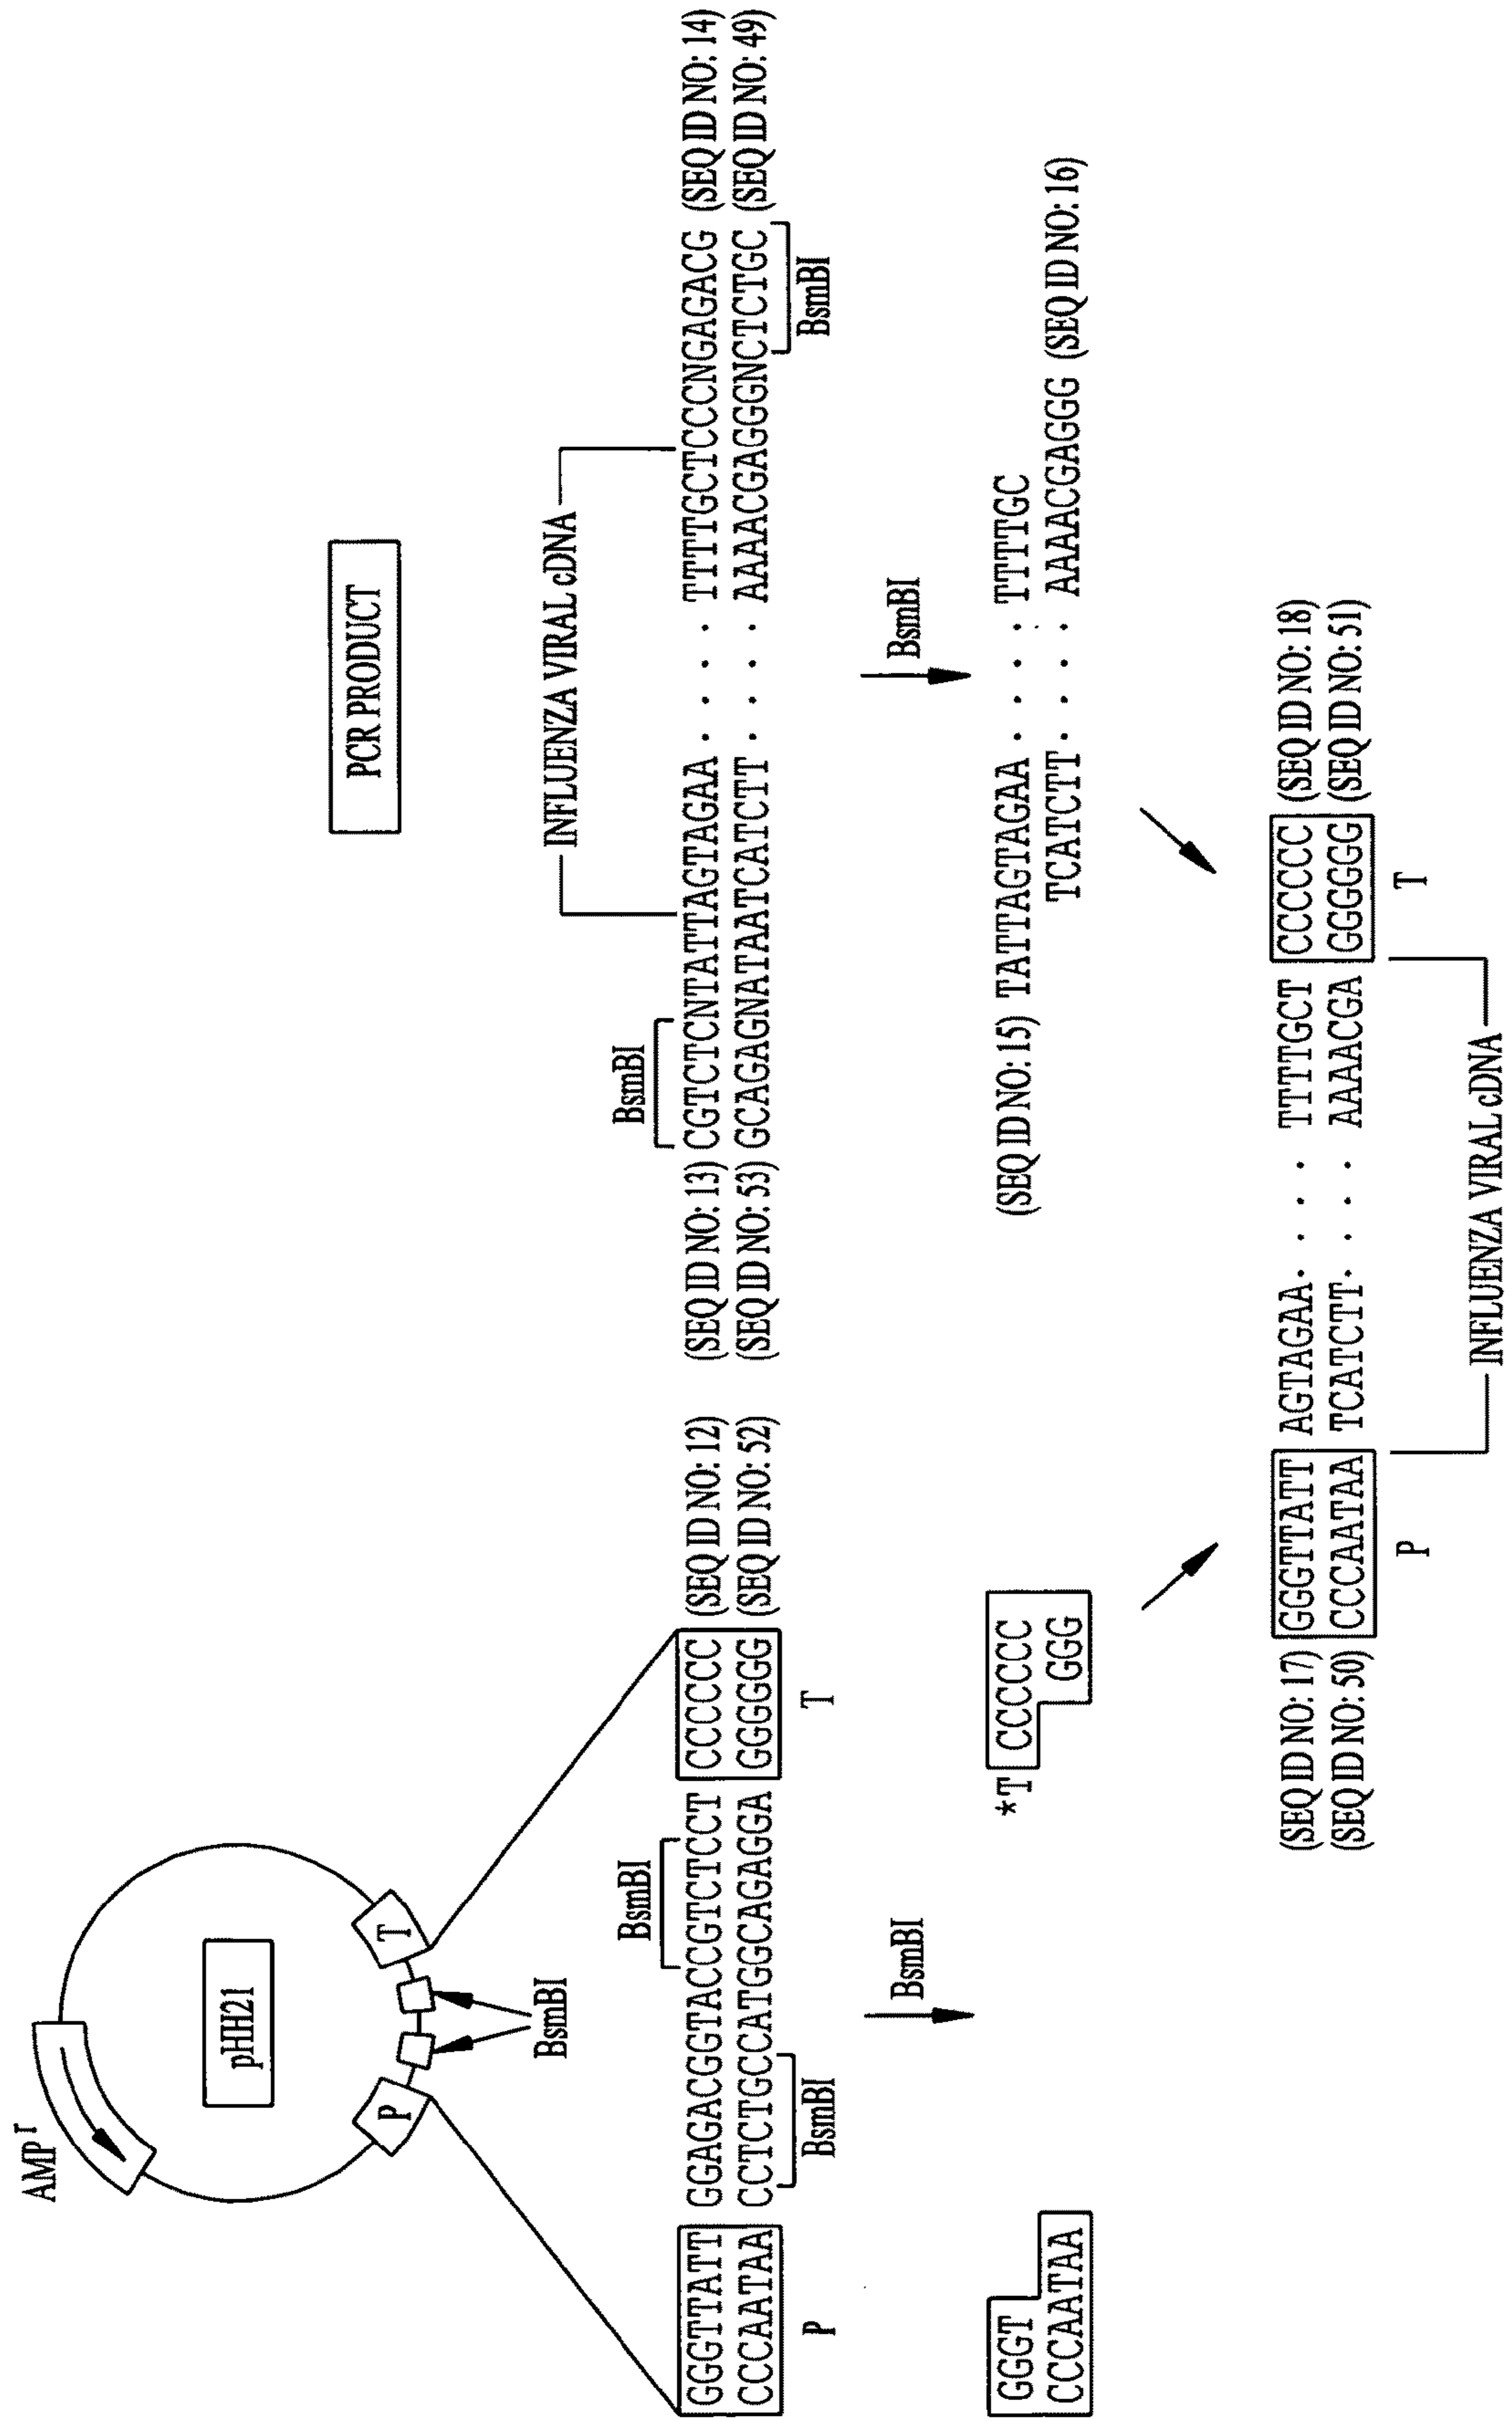 AMPr
pHH21
P
T
BsmBI
BsmBI
GGGTTATT GGAGACGGTACCGTCTCCT CCCCCC (SEQ ID NO: 12)
CCCAATAA CCTCTGCCATGGCAGAGGA GGGGGG (SEQ ID NO: 52)
P
BsmBI
T
BsmBI
GGGT
CCCAATAA
*T CCCCCC
GGG
PCR PRODUCT
INFLUENZA VIRAL cDNA
BsmBI
(SEQ ID NO: 13) CGTCTCNTATTAGTAGAA . . . . TTTTGCTCCCNGAGACG (SEQ ID NO: 14)
(SEQ ID NO: 53) GCAGAGNATAATCATCTT . . . . AAAACGAGGGNCTCTGC (SEQ ID NO: 49)
BsmBI
BsmBI
(SEQ ID NO: 15) TATTAGTAGAA . . . . TTTTGC
TCATCTT . . . . AAAACGAGGG (SEQ ID NO: 16)
(SEQ ID NO: 17) GGGTTATT AGTAGAA . . . . TTTTGCT CCCCCC (SEQ ID NO: 18)
(SEQ ID NO: 50) CCCAATAA TCATCTT . . . . AAAACGA GGGGGG (SEQ ID NO: 51)
P
T
INFLUENZA VIRAL cDNA